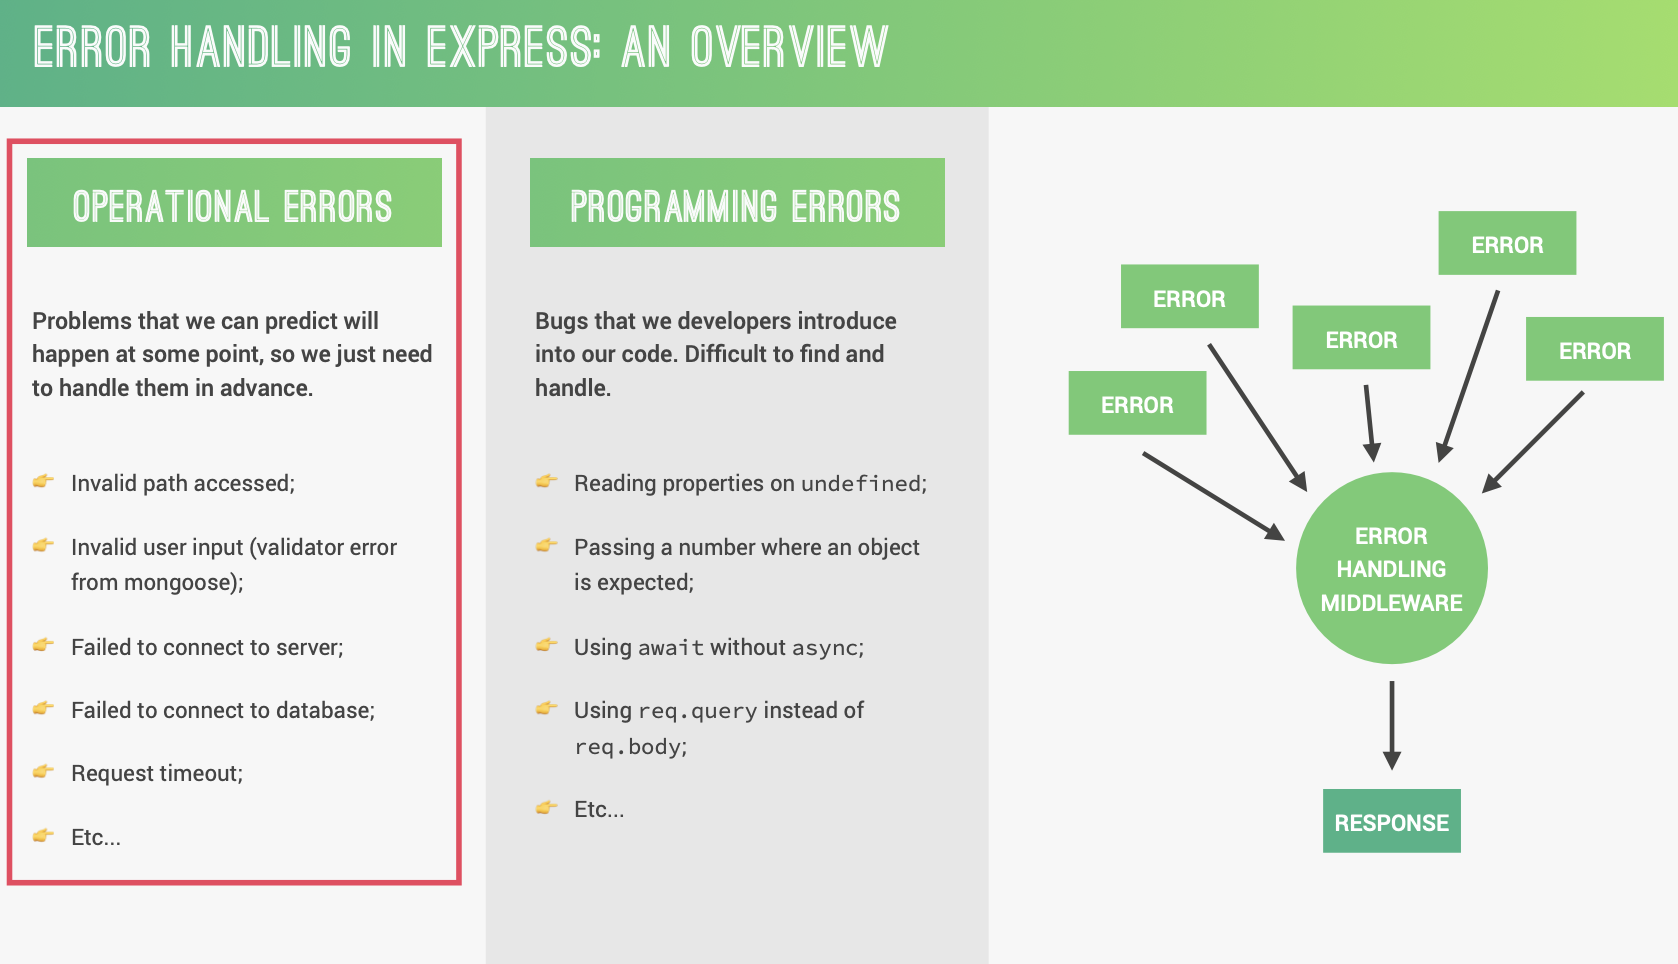 ERROR HANDLING IN EXPRESS: AN OVERVIEW
OPERATIONAL ERRORS
Problems that we can predict will
happen at some point, so we just need
to handle them in advance.
Invalid path accessed;
Invalid user input (validator error
from mongoose);
Failed to connect to server;
Failed to connect to database;
Request timeout;
Etc...
PROGRAMMING ERRORS
Bugs that we developers introduce
into our code. Difficult to find and
handle.
Reading properties on undefined;
Passing a number where an object
is expected;
Using await without async;
Using req.query instead of
req.body;
Etc...
ERROR
ERROR
ERROR
ERROR
ERROR
ERROR
HANDLING
MIDDLEWARE
RESPONSE